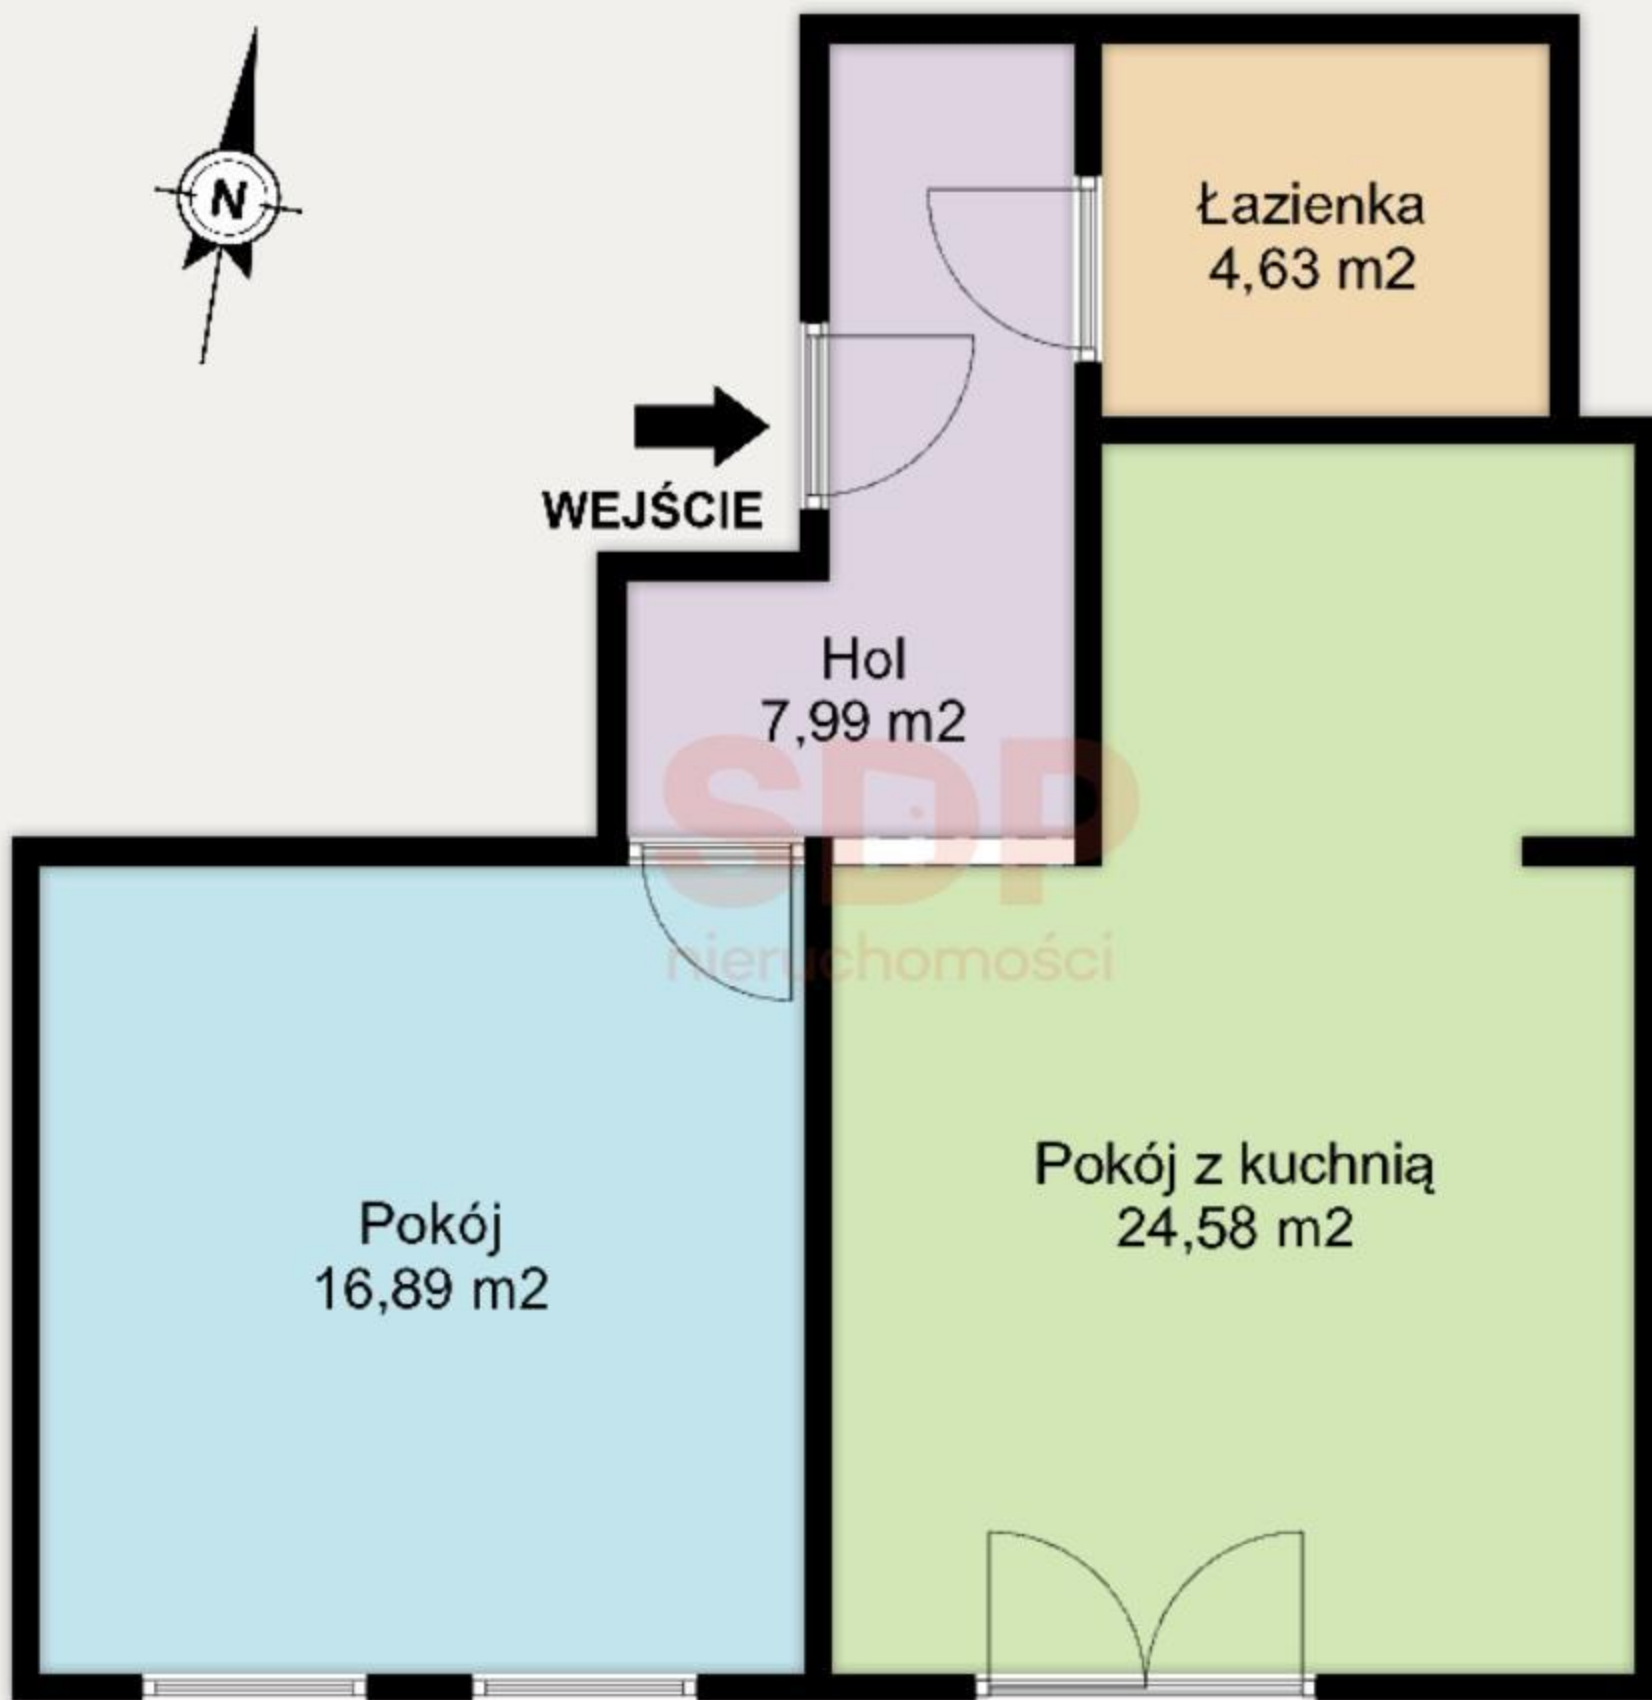 N
Łazienka
4,63 m2
WEJŚCIE
Hol
7,99 m2
SDP
nieruchomości
Pokój z kuchnią
24,58 m2
Pokój
16,89 m2